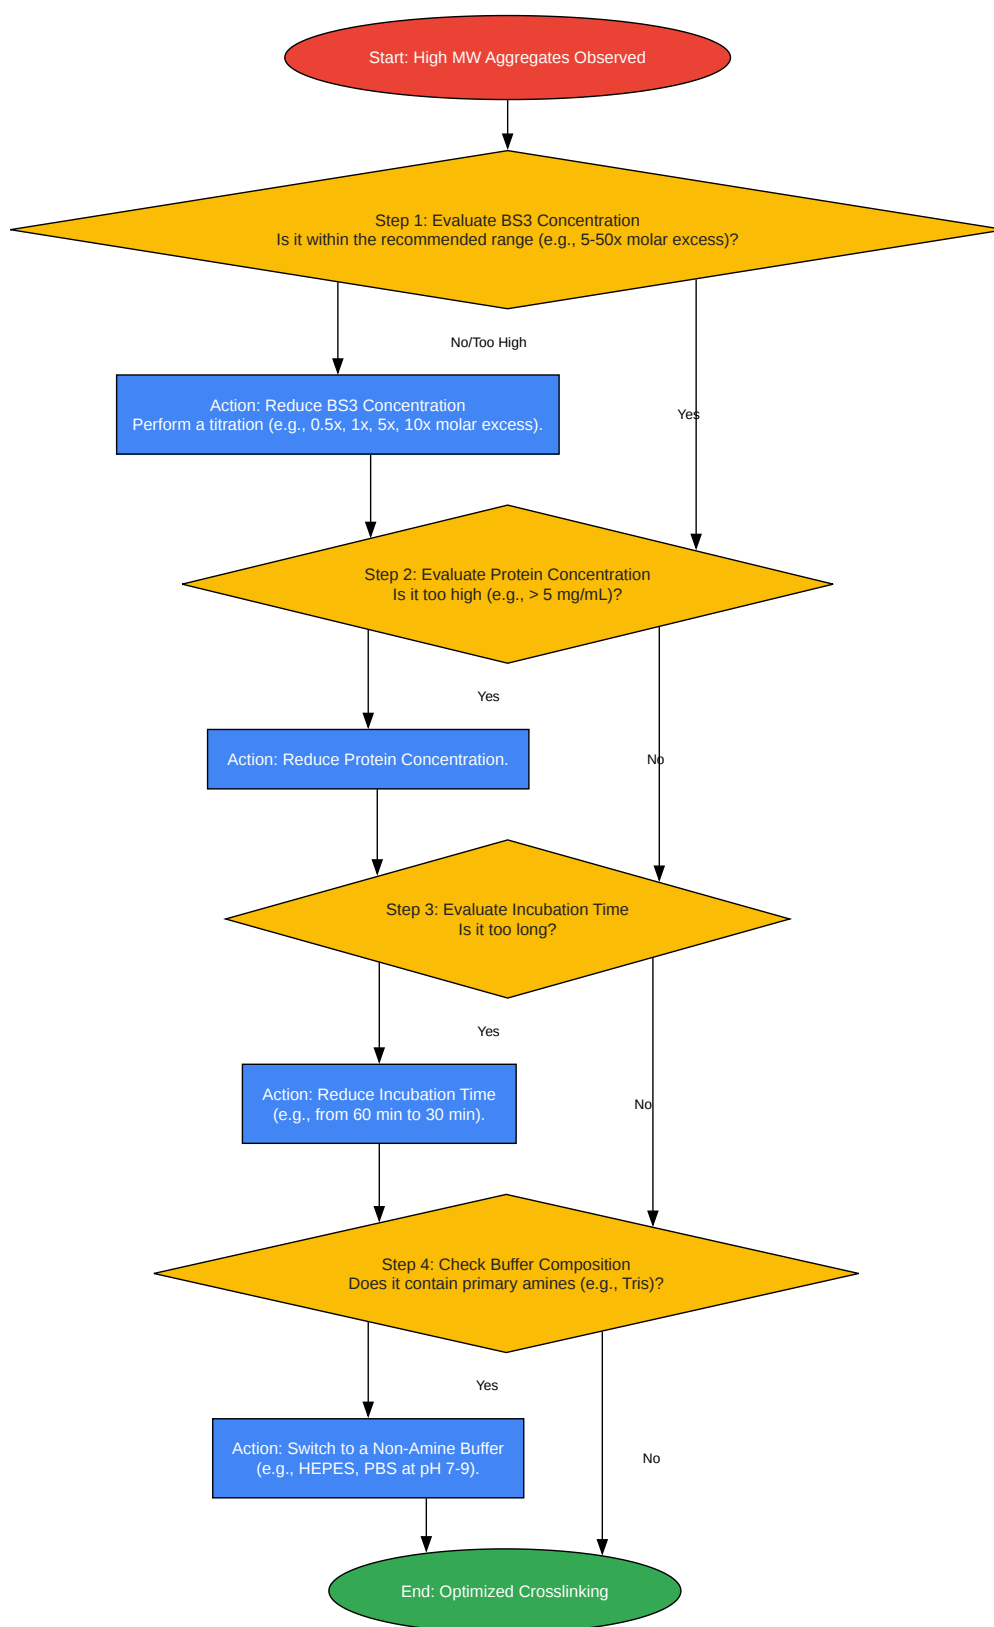 Start: High MW Aggregates Observed
Step 1: Evaluate BS3 Concentration
Is it within the recommended range (e.g., 5-50x molar excess)?
No/Too High
Action: Reduce BS3 Concentration
Perform a titration (e.g., 0.5x, 1x, 5x, 10x molar excess).
Yes
Step 2: Evaluate Protein Concentration
Is it too high (e.g., > 5 mg/mL)?
Yes
Action: Reduce Protein Concentration.
No
Step 3: Evaluate Incubation Time
Is it too long?
Yes
Action: Reduce Incubation Time
(e.g., from 60 min to 30 min).
No
Step 4: Check Buffer Composition
Does it contain primary amines (e.g., Tris)?
Yes
Action: Switch to a Non-Amine Buffer
(e.g., HEPES, PBS at pH 7-9).
No
End: Optimized Crosslinking